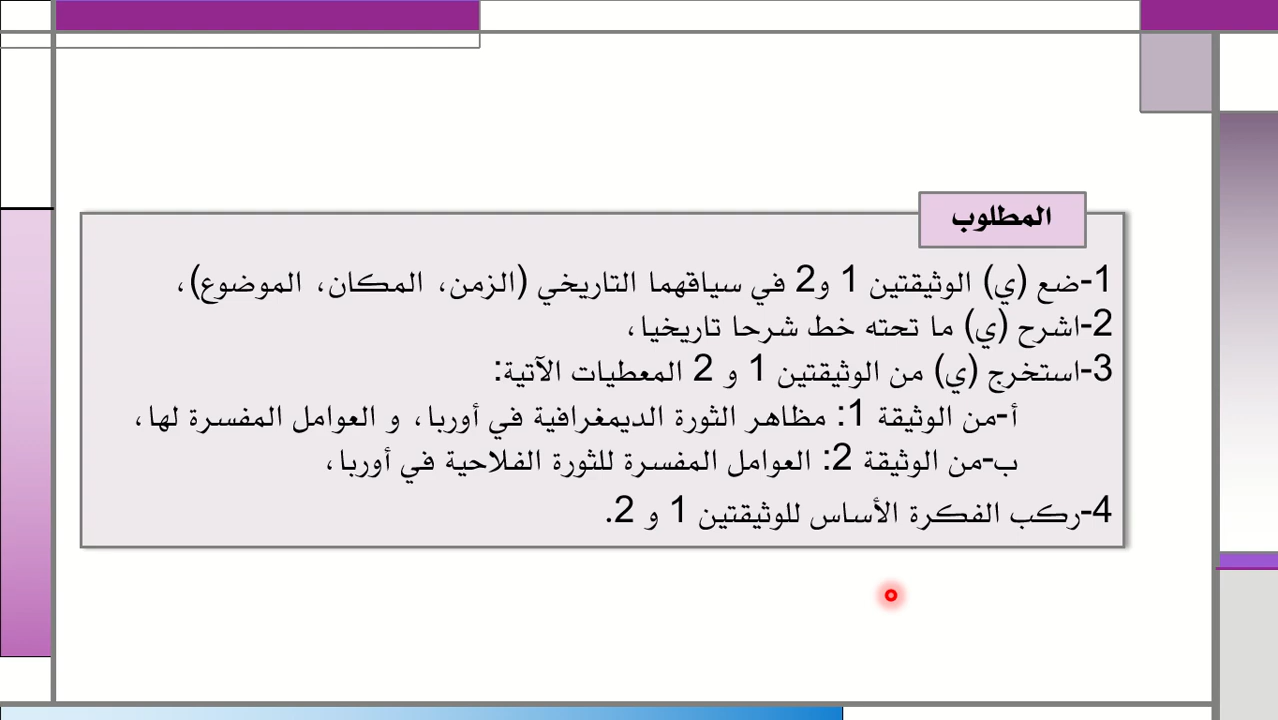 المطلوب
1-ضع (ي) الوثيقتين 1 و2 في سياقهما التاريخي (الزمن، المكان، الموضوع)،
2-اشرح (ي) ما تحته خط شرحا تاريخيا،
3-استخرج (ي) من الوثيقتين 1 و 2 المعطيات الآتية:
أ-من الوثيقة 1: مظاهر الثورة الديمغرافية في أوربا، و العوامل المفسرة لها،
ب-من الوثيقة 2: العوامل المفسرة للثورة الفلاحية في أوربا،
4-ركب الفكرة الأساس للوثيقتين 1 و 2.